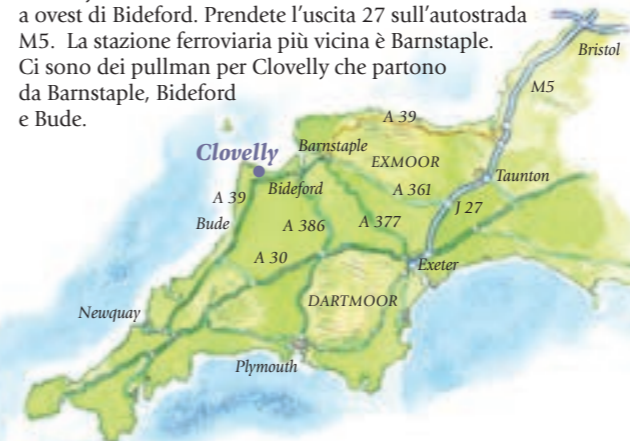 a ovest di Bideford. Prendete l'uscita 27 sull'autostrada
M5. La stazione ferroviaria più vicina è Barnstaple.
Ci sono dei pullman per Clovelly che partono
da Barnstaple, Bideford
e Bude.
Bristol
M5
A 39
Barnstaple
Clovelly
EXMOOR
Taunton
Bideford
A 361
A 39
J 27
Bude
A 386
A 377
A 30
Exeter
DARTMOOR
Newquay
Plymouth